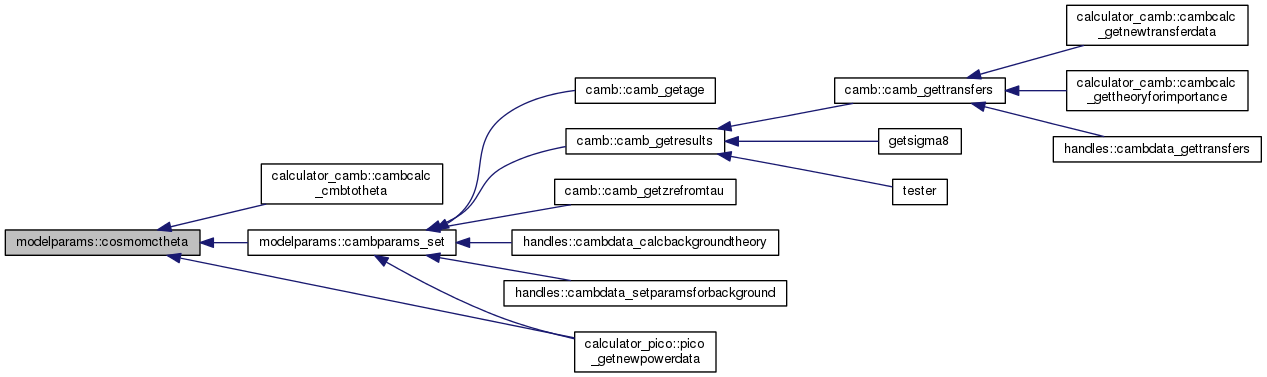 calculator_camb::cambcalc
_getnewtransferdata
camb::camb_getage
camb::camb_gettransfers
calculator_camb::cambcalc
_gettheoryforimportance
camb::camb_getresults
getsigma8
handles::cambdata_gettransfers
calculator_camb::cambcalc
_cmbtotheta
camb::camb_getzrefromtau
tester
modelparams::cosmomctheta
modelparams::cambparams_set
handles::cambdata_calcbackgroundtheory
handles::cambdata_setparamsforbackground
calculator_pico::pico
_getnewpowerdata